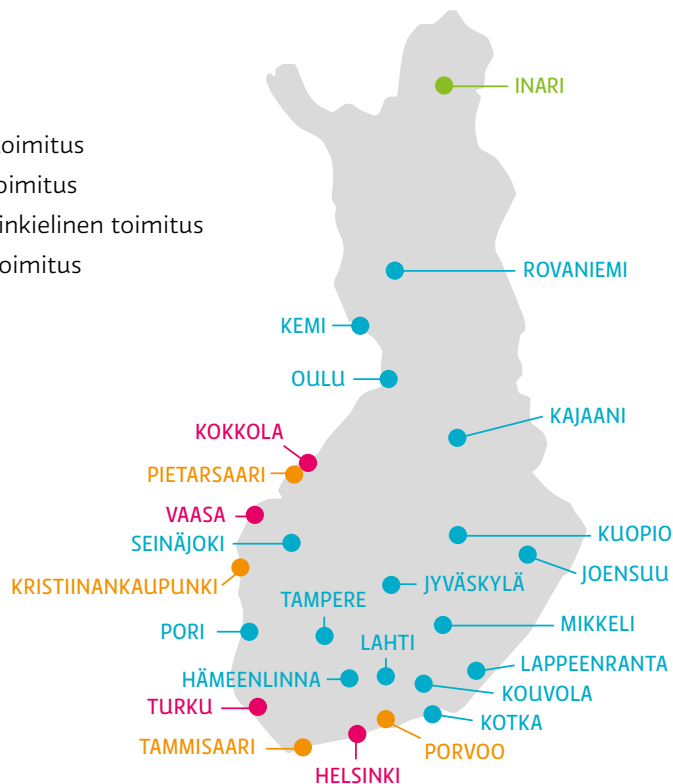 INARI
toimitus
oimitus
inkielinen toimitus
oimitus
ROVANIEMI
KEMI
OULU
KAJAANI
KOKKOLA
PIETARSAARI
VAASA
KUOPIO
SEINÄJOKI
JOENSUU
KRISTIINANKAUPUNKI
JYVÄSKYLÄ
TAMPERE
MIKKELI
PORI
LAHTI
LAPPEENRANTA
HÄMEENLINNA
KOUVOLA
TURKU
KOTKA
TAMMISAARI
PORVOO
HELSINKI